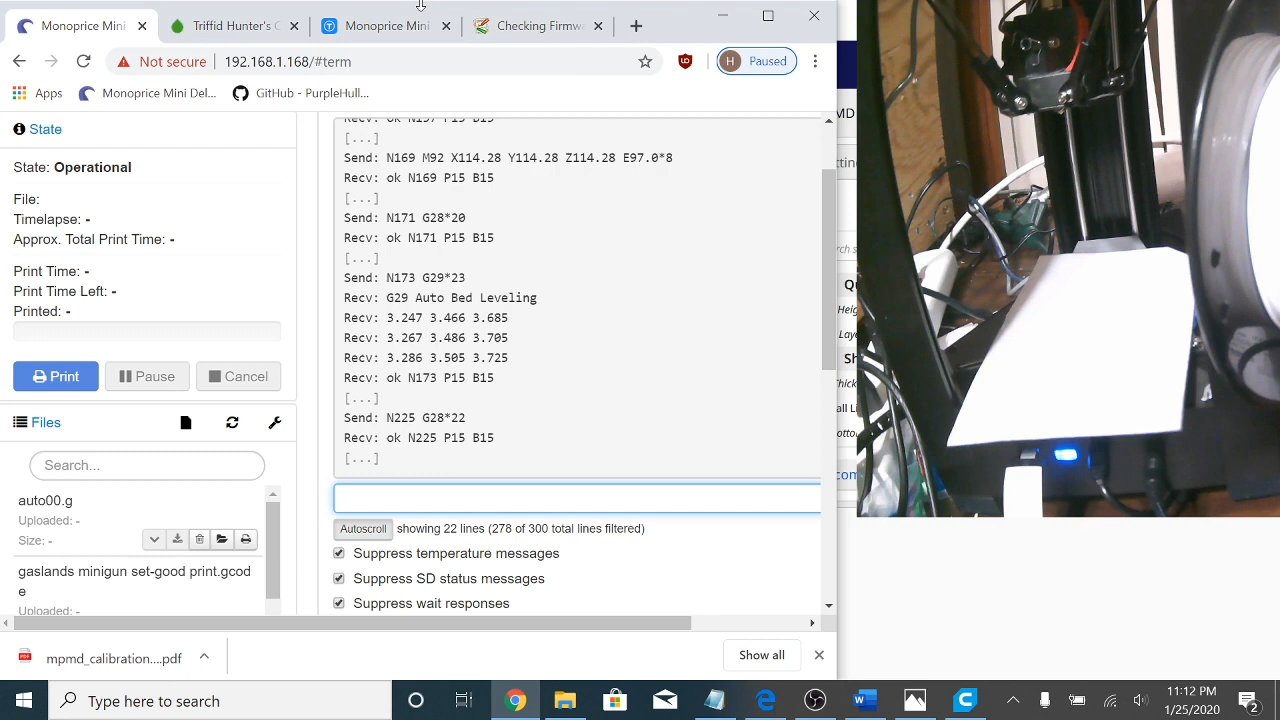 Monoprice Mini
Triffid Hunter's C
Monoprice Mini
Checking Firmw
Not secure
192.168.1.168/#term
H Paused
Apps
Monoprice Mini Del...
GitHub - PurpleHull...
State
State: Operational
File:
Timelapse: -
Approx. Total Print Time: -
Print Time: -
Print Time Left: -
Printed: -
Print
Pause
Cancel
Files
Search...
auto00.g
Uploaded: -
Size: -
gaslands minigun set-good print.gcod
e
Uploaded: -
Recv: ok N157 P15 B15
[...]
Send: N169 M92 X114.28 Y114.28 Z114.28 E97.0*8
Recv: ok N169 P15 B15
[...]
Send: N171 G28*20
Recv: ok N171 P15 B15
[...]
Send: N173 G29*23
Recv: G29 Auto Bed Leveling
Recv: 3.247 3.466 3.685
Recv: 3.267 3.486 3.705
Recv: 3.286 3.505 3.725
Recv: ok N173 P15 B15
[...]
Send: N225 G28*22
Recv: ok N225 P15 B15
[...]
Autoscroll
showing 22 lines (278 of 300 total lines filtered)
Suppress temperature messages
Suppress SD status messages
Suppress wait responses
mpmd_calibration....pdf
Show all
MD
Type here to search
11:12 PM
1/25/2020
2